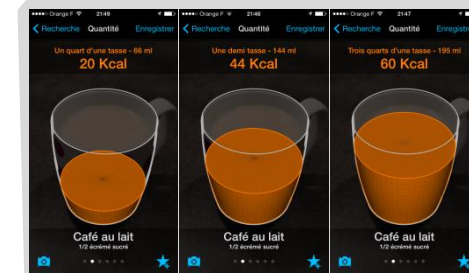 Orange F 21:49
Recherche Quantité Enregistrer
Un quart d'une tasse - 66 ml
20 Kcal
Café au lait
1/2 écrémé sucré
Orange F 21:46
Recherche Quantité Enregistrer
Une demi tasse - 144 ml
44 Kcal
Café au lait
1/2 écrémé sucré
Orange F 21:47
Recherche Quantité Enregistrer
Trois quarts d'une tasse - 195 ml
60 Kcal
Café au lait
1/2 écrémé sucré